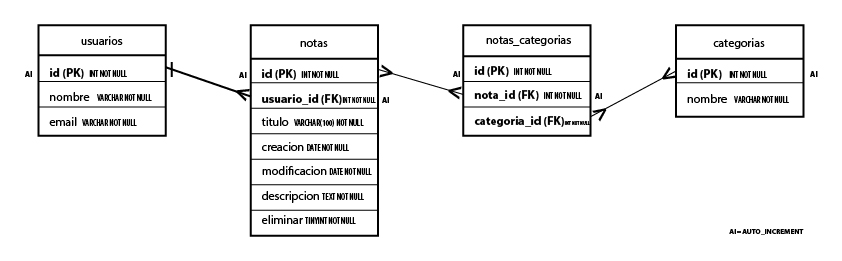 usuarios
AI id (PK) INT NOT NULL
nombre VARCHAR NOT NULL
email VARCHAR NOT NULL
notas
AI id (PK) INT NOT NULL
usuario_id (FK) INT NOT NULL AI
titulo VARCHAR(100) NOT NULL
creacion DATE NOT NULL
modificacion DATE NOT NULL
descripcion TEXT NOT NULL
eliminar TINYINT NOT NULL
notas_categorias
AI id (PK) INT NOT NULL
nota_id (FK) INT NOT NULL AI
categoria_id (FK) INT NOT NULL
categorias
id (PK) INT NOT NULL AI
nombre VARCHAR NOT NULL
AI = AUTO_INCREMENT